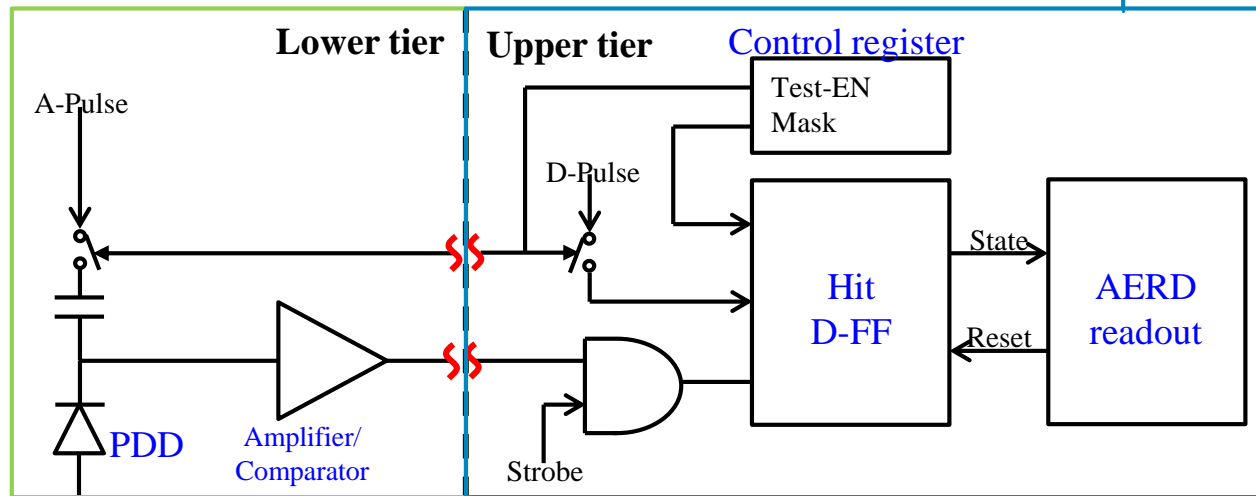 Lower tier
Upper tier
Control register
Test-EN
Mask
A-Pulse
D-Pulse
State
Hit
D-FF
AERD
readout
Reset
PDD
Amplifier/
Comparator
Strobe